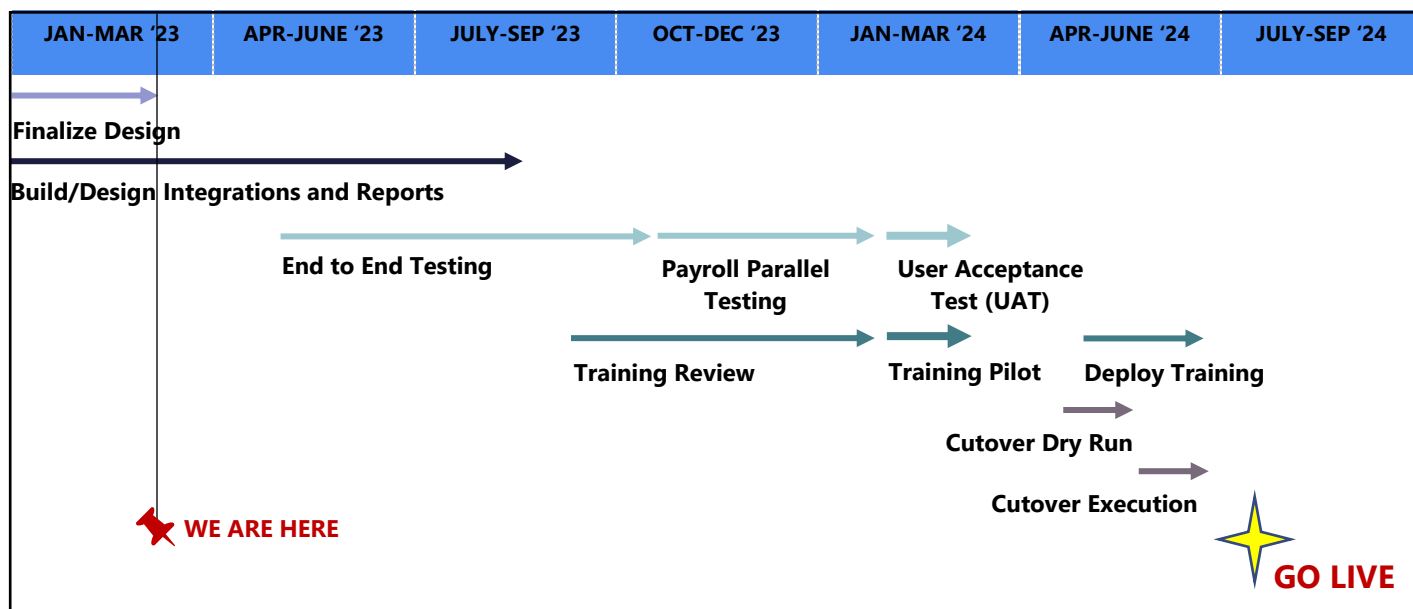 JAN-MAR ‘23 APR-JUNE ‘23 JULY-SEP ‘23 OCT-DEC ‘23 JAN-MAR ‘24 APR-JUNE ‘24 JULY-SEP ‘24
Finalize Design
Build/Design Integrations and Reports
End to End Testing
Payroll Parallel
Testing
User Acceptance
Test (UAT)
Training Review
Training Pilot
Deploy Training
Cutover Dry Run
Cutover Execution
WE ARE HERE
GO LIVE